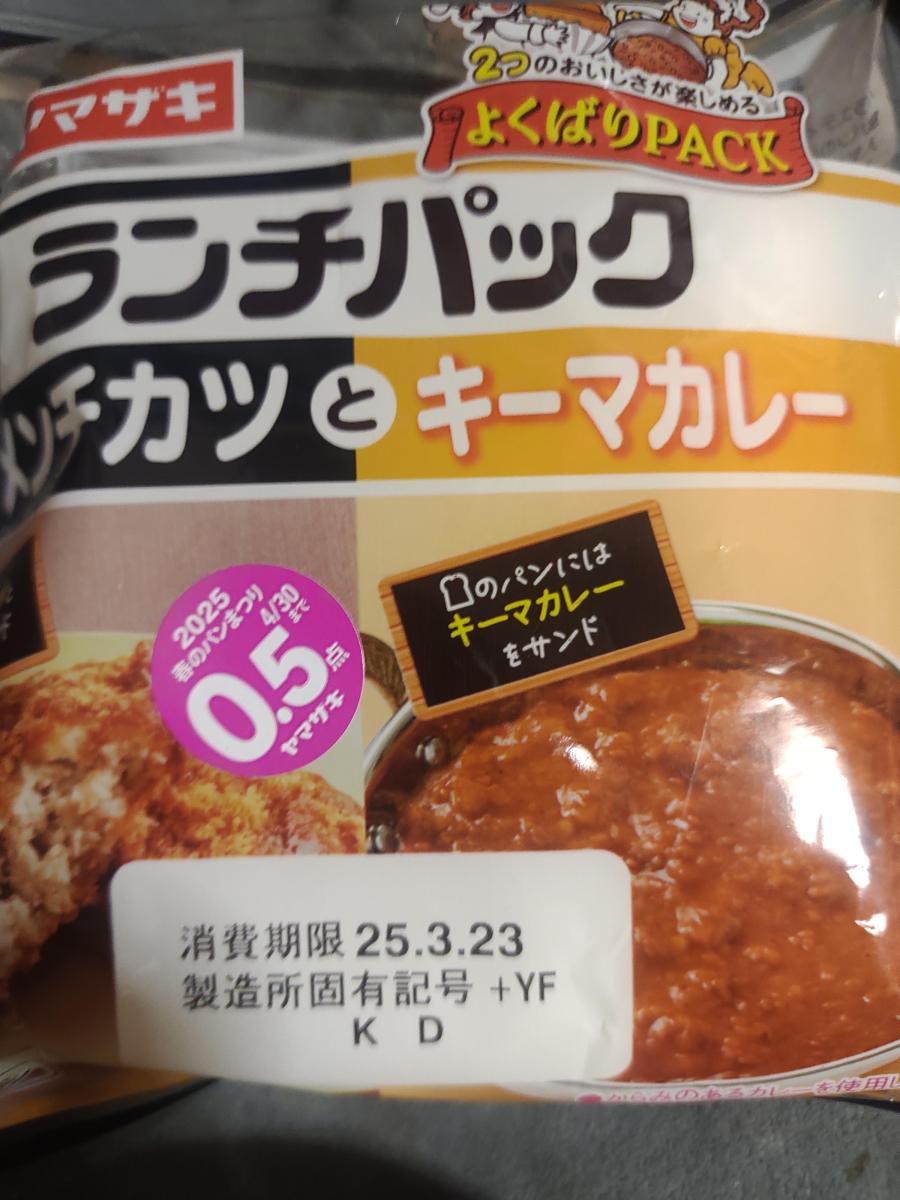 ヤマザキ
2つのおいしさが楽しめる
よくばりPACK
ランチパック
メンチカツとキーマカレー
のパンには
キーマカレー
をサンド
2025
春のパンまつり
4/30まで
0.5点
ヤマザキ
消費期限 25.3.23
製造所固有記号 +YF
K D
●からみのあるカレーを使用し